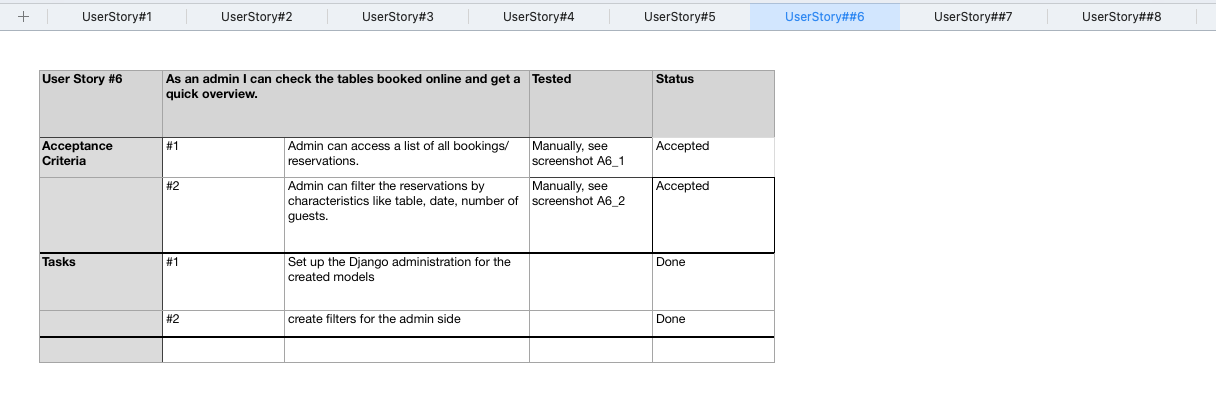 UserStory#1 UserStory#2 UserStory#3 UserStory#4 UserStory#5 UserStory##6 UserStory##7 UserStory##8
User Story #6 As an admin I can check the tables booked online and get a Tested Status
quick overview.
Acceptance #1 Admin can access a list of all bookings/ Manually, see Accepted
Criteria reservations. screenshot A6_1
#2 Admin can filter the reservations by Manually, see Accepted
characteristics like table, date, number of screenshot A6_2
guests.
Tasks #1 Set up the Django administration for the Done
created models
#2 create filters for the admin side Done